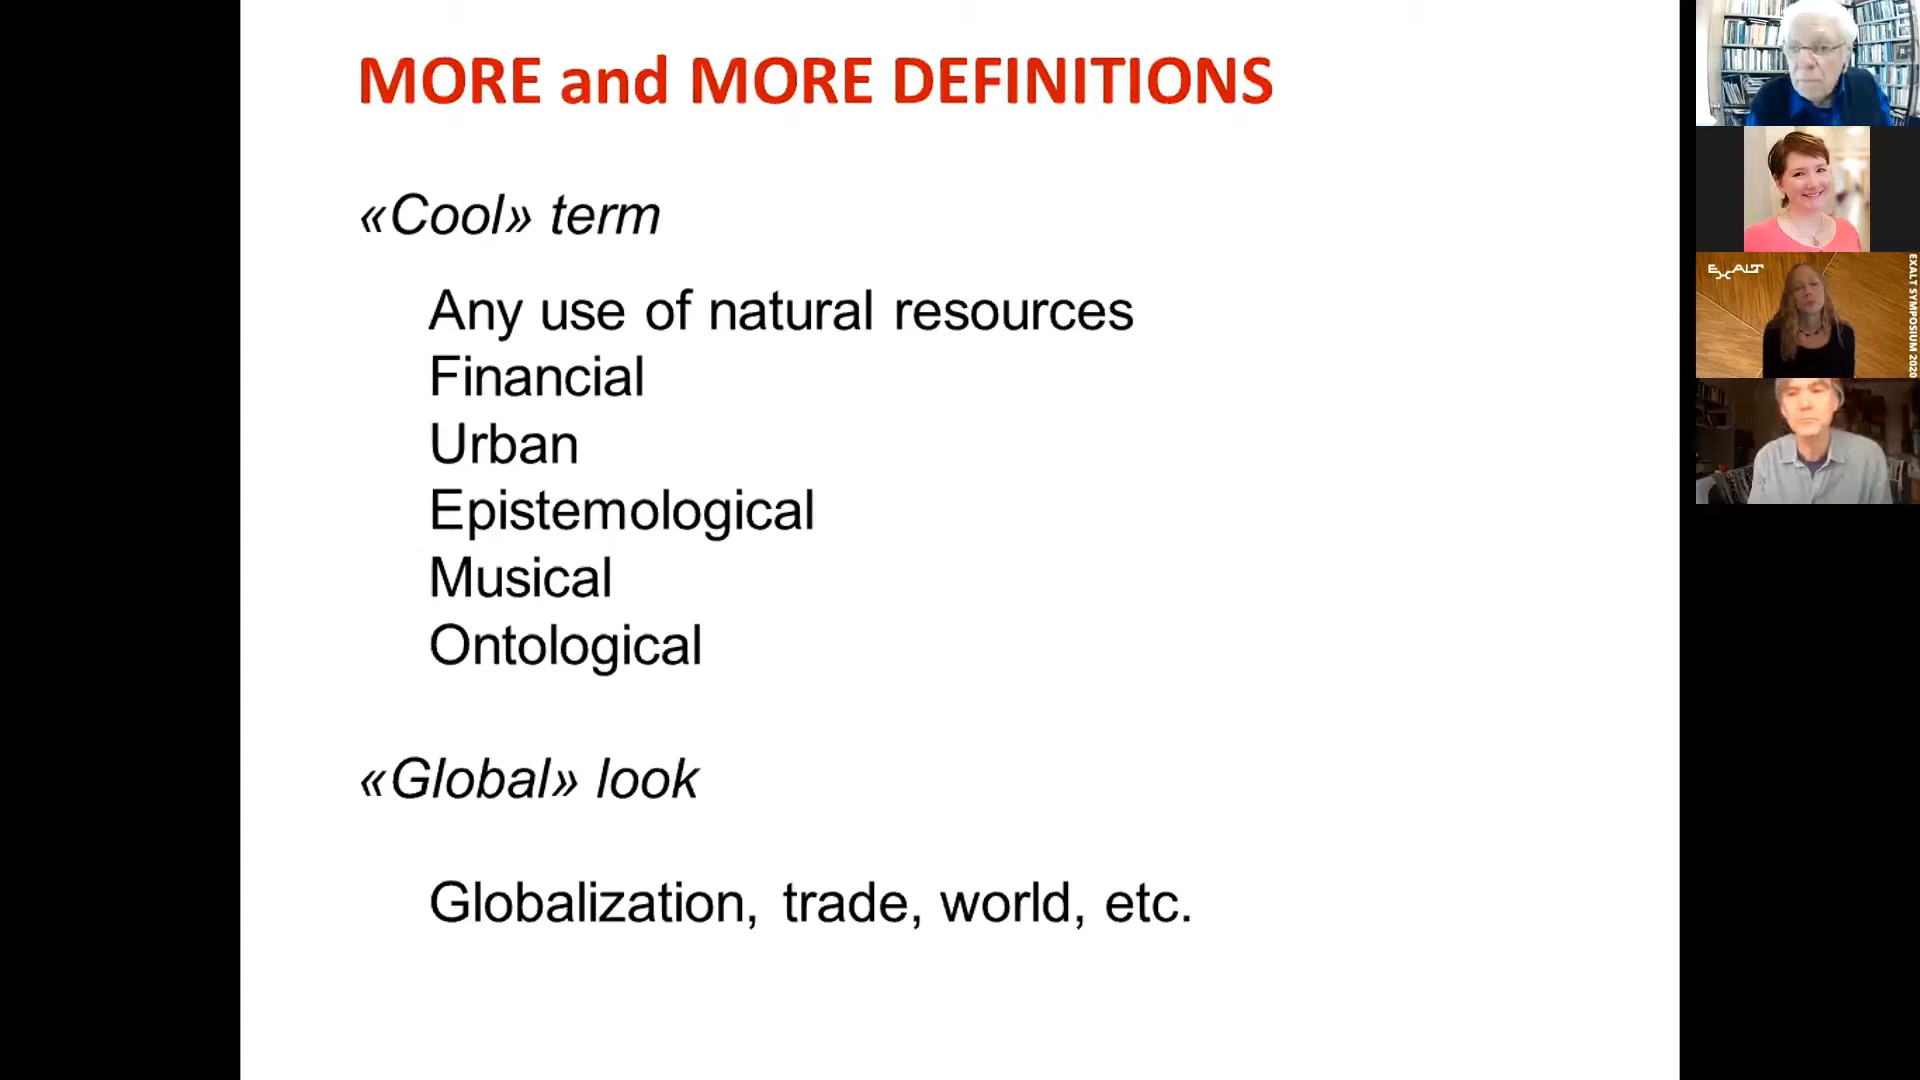 MORE and MORE DEFINITIONS
«Cool» term
Any use of natural resources
Financial
Urban
Epistemological
Musical
Ontological
«Global» look
Globalization, trade, world, etc.
EXALT
EXALT SYMPOSIUM 2020